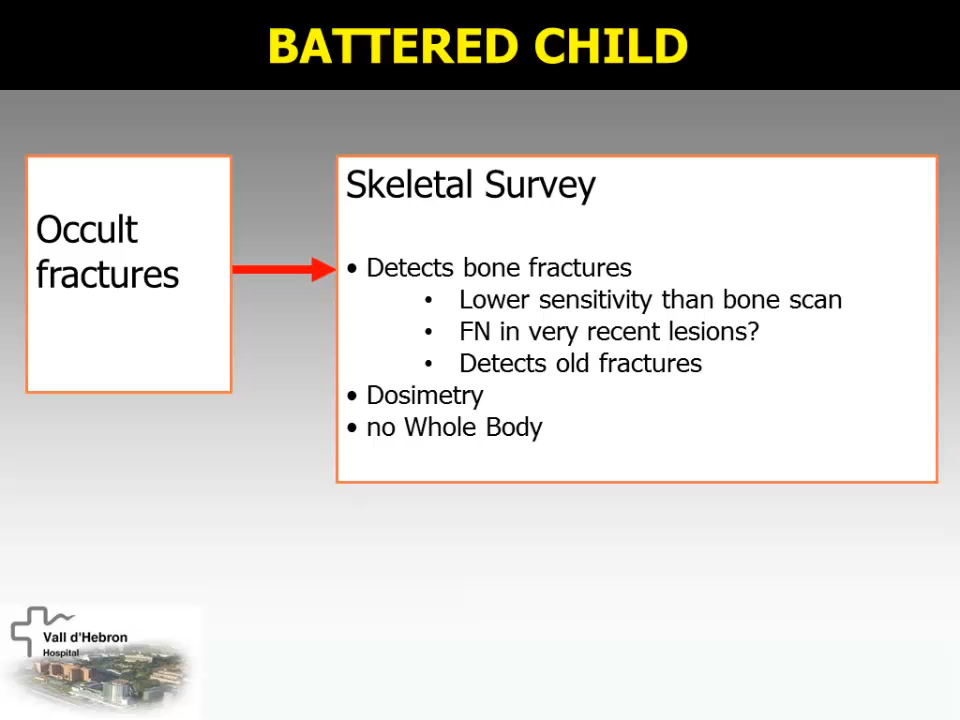 BATTERED CHILD
Occult
fractures
Skeletal Survey
• Detects bone fractures
• Lower sensitivity than bone scan
• FN in very recent lesions?
• Detects old fractures
• Dosimetry
• no Whole Body
Vall d'Hebron
Hospital